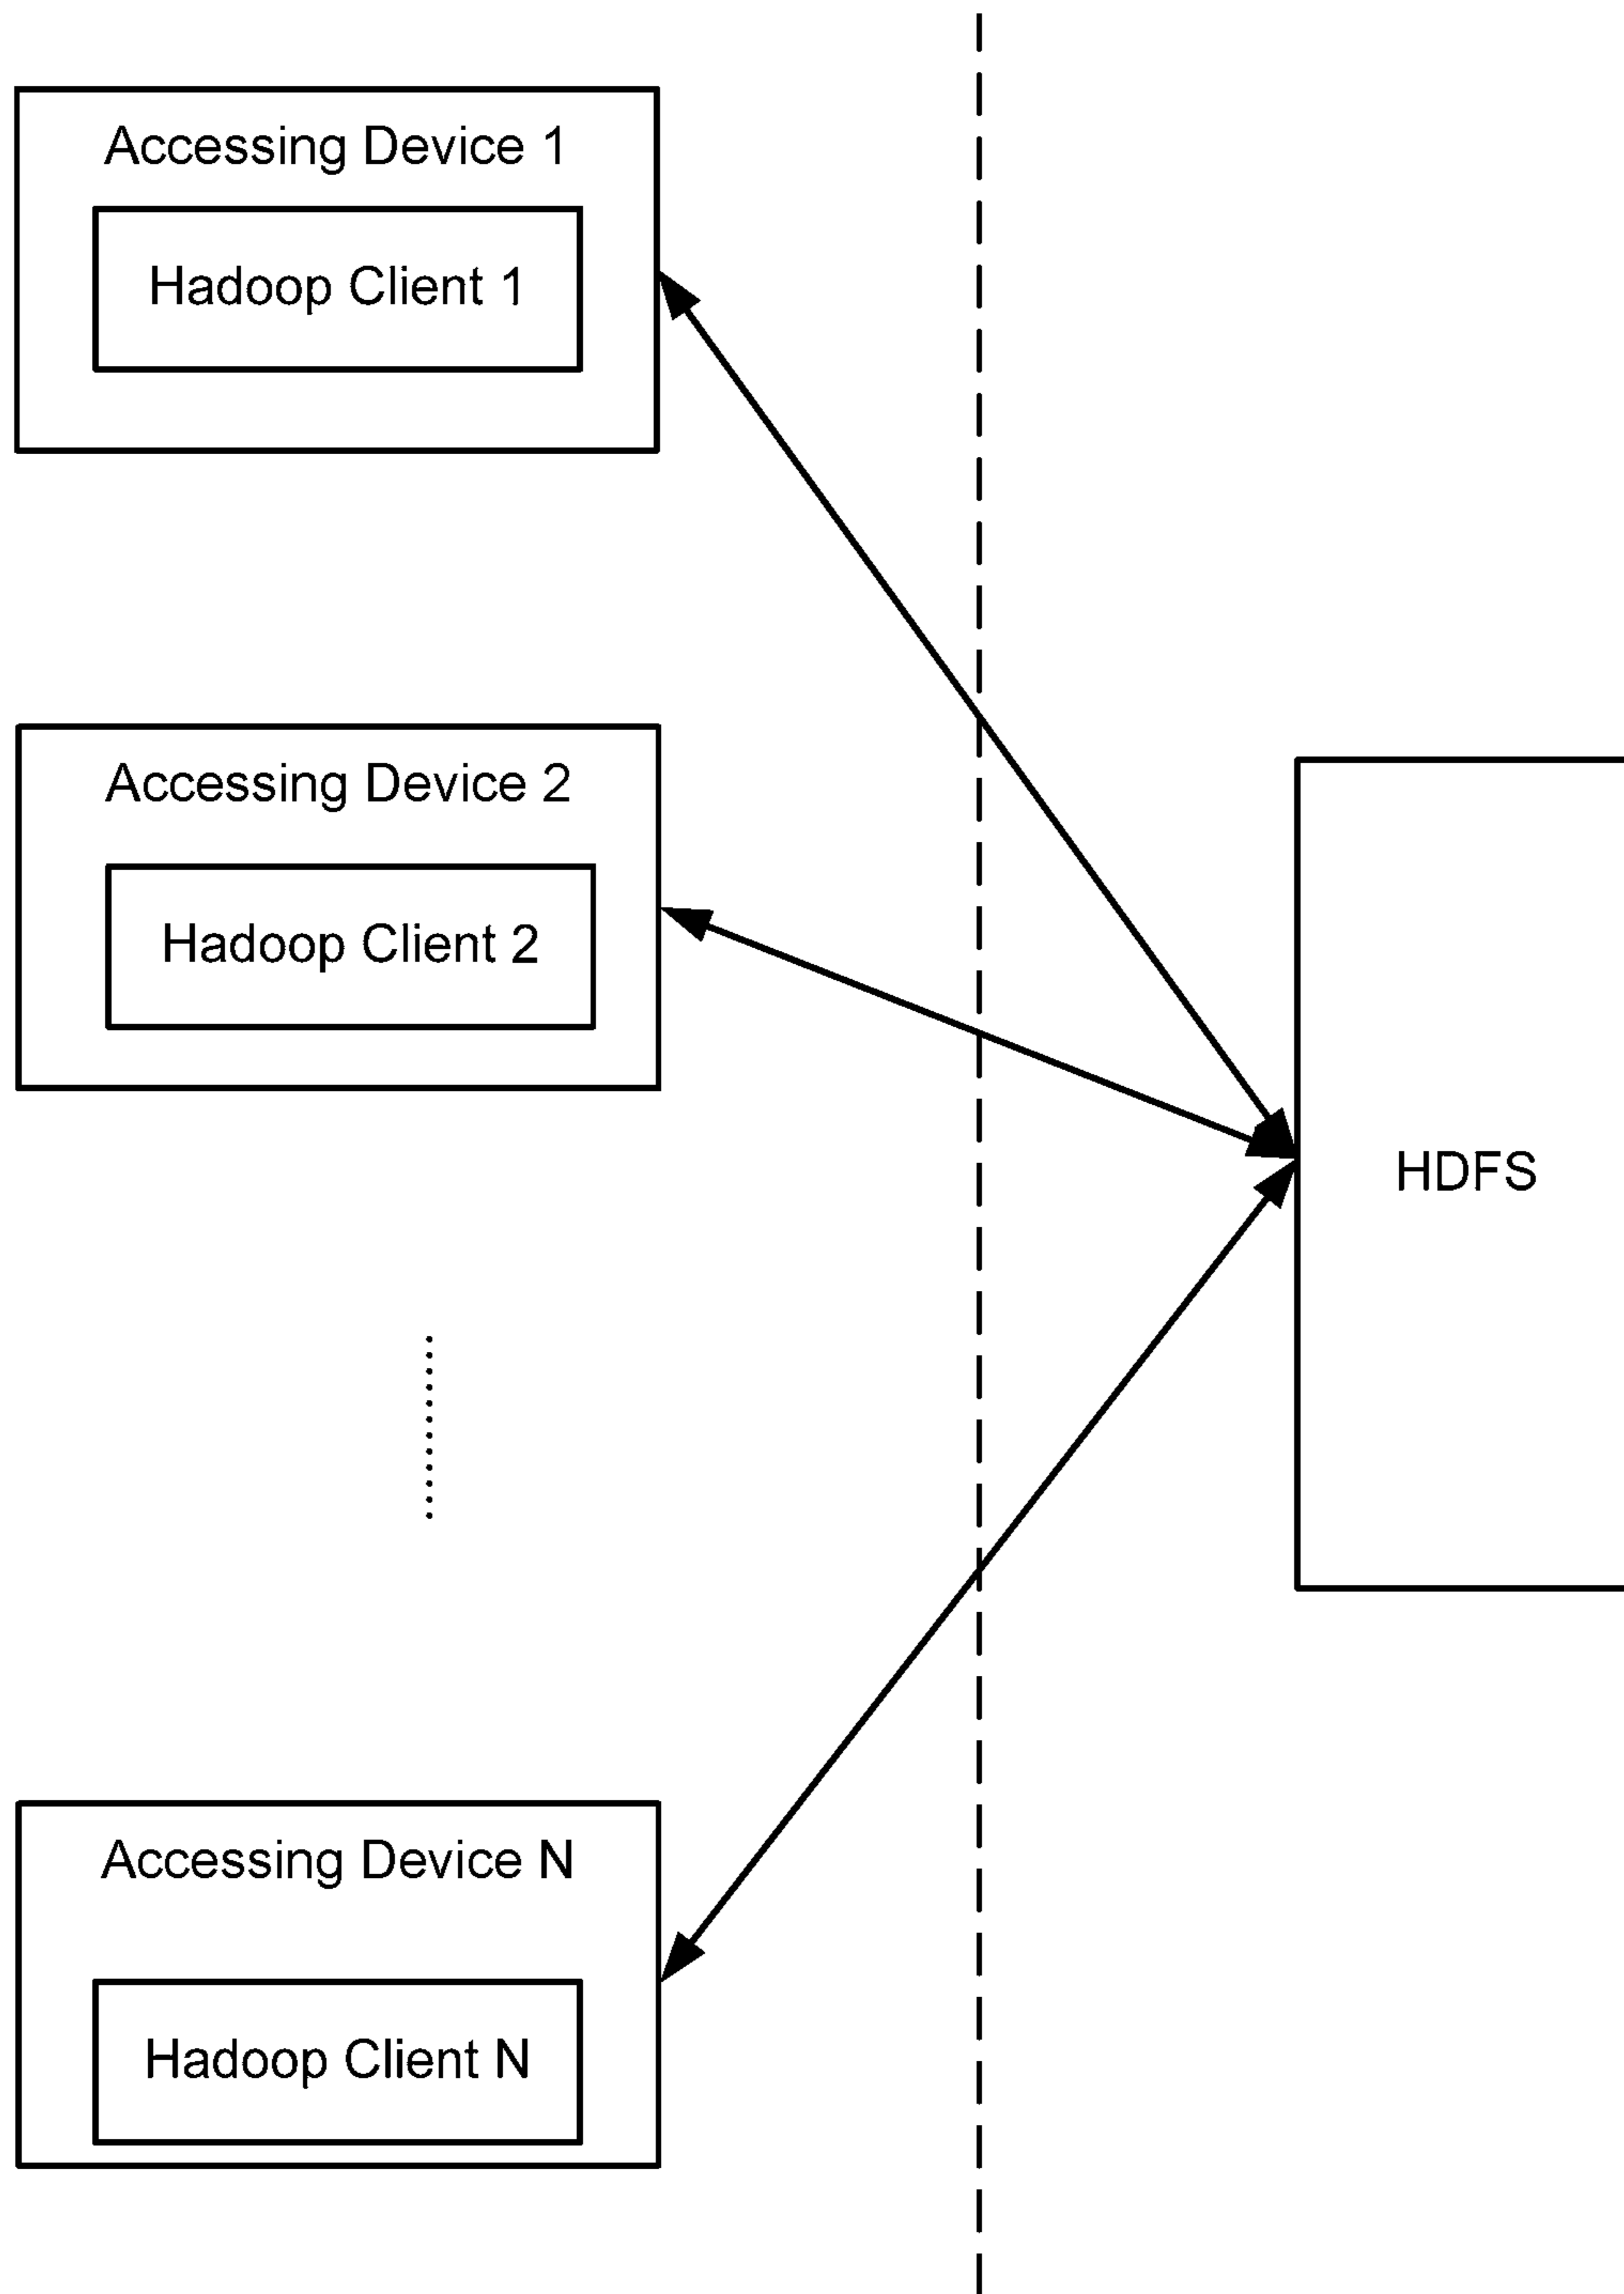 Accessing Device 1
Hadoop Client 1
Accessing Device 2
Hadoop Client 2
HDFS
Accessing Device N
Hadoop Client N